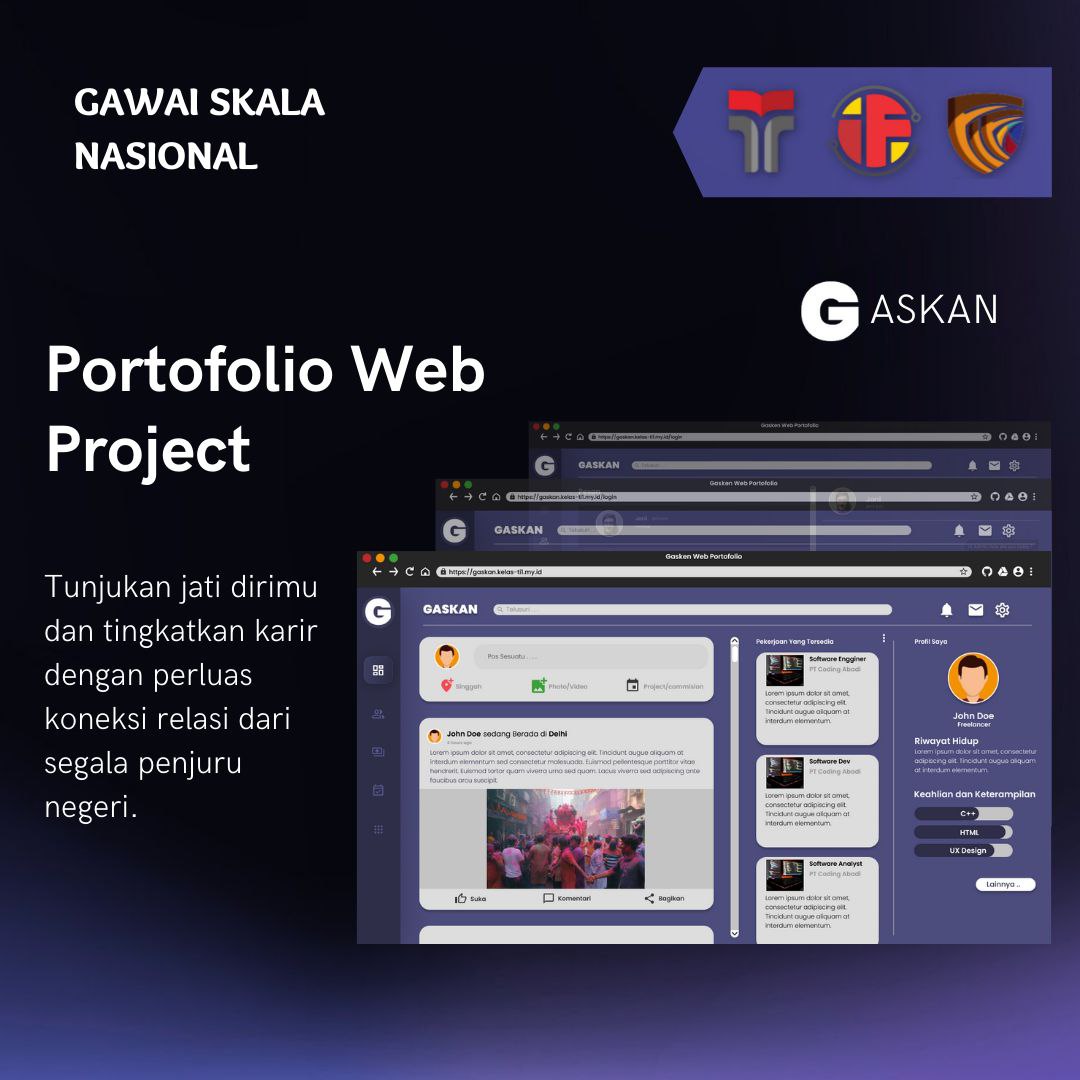 GAWAI SKALA
NASIONAL
G ASKAN
Portofolio Web
Project
Tunjukan jati dirimu
dan tingkatkan karir
dengan perluas
koneksi relasi dari
segala penjuru
negeri.
Gasken Web Portofolio
https://gaskan.kelas-til.my.id/login
G
GASKAN
Telusuri ....
Gasken Web Portofolio
https://gaskan.kelas-til.my.id/login
G
GASKAN
Gasken Web Portofolio
https://gaskan.kelas-til.my.id
G
GASKAN
Telusuri ....
Pos Sesuatu .....
Singgah
Photo/Video
Project/commision
John Doe sedang Berada di Delhi
Lorem ipsum dolor sit amet, consectetur adipiscing elit. Tincidunt augue aliquam at
interdum elementum sed consectetur malesuada. Euismod pellentesque porttitor vitae
hendrerit. Euismod tortor quam viverra urna sed quam. Lacus viverra sed adipiscing ante
faucibus arcu suscipit.
Suka
Komentari
Bagikan
Pekerjaan Yang Tersedia
Software Engginer
PT Coding Abadi
Lorem ipsum dolor sit amet,
consectetur adipiscing elit.
Tincidunt augue aliquam at
interdum elementum.
Software Dev
PT Coding Abadi
Lorem ipsum dolor sit amet,
consectetur adipiscing elit.
Tincidunt augue aliquam at
interdum elementum.
Software Analyst
PT Coding Abadi
Lorem ipsum dolor sit amet,
consectetur adipiscing elit.
Tincidunt augue aliquam at
interdum elementum.
Profil Saya
John Doe
Freelancer
Riwayat Hidup
Lorem ipsum dolor sit amet, consectetur
adipiscing elit. Tincidunt augue aliquam
at interdum elementum.
Keahlian dan Keterampilan
C++
HTML
UX Design
Lainnya ..